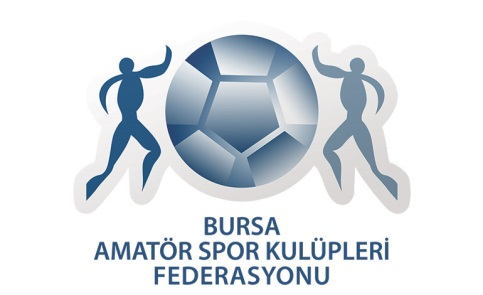 BURSA
AMATÖR SPOR KULÜPLERİ
FEDERASYONU